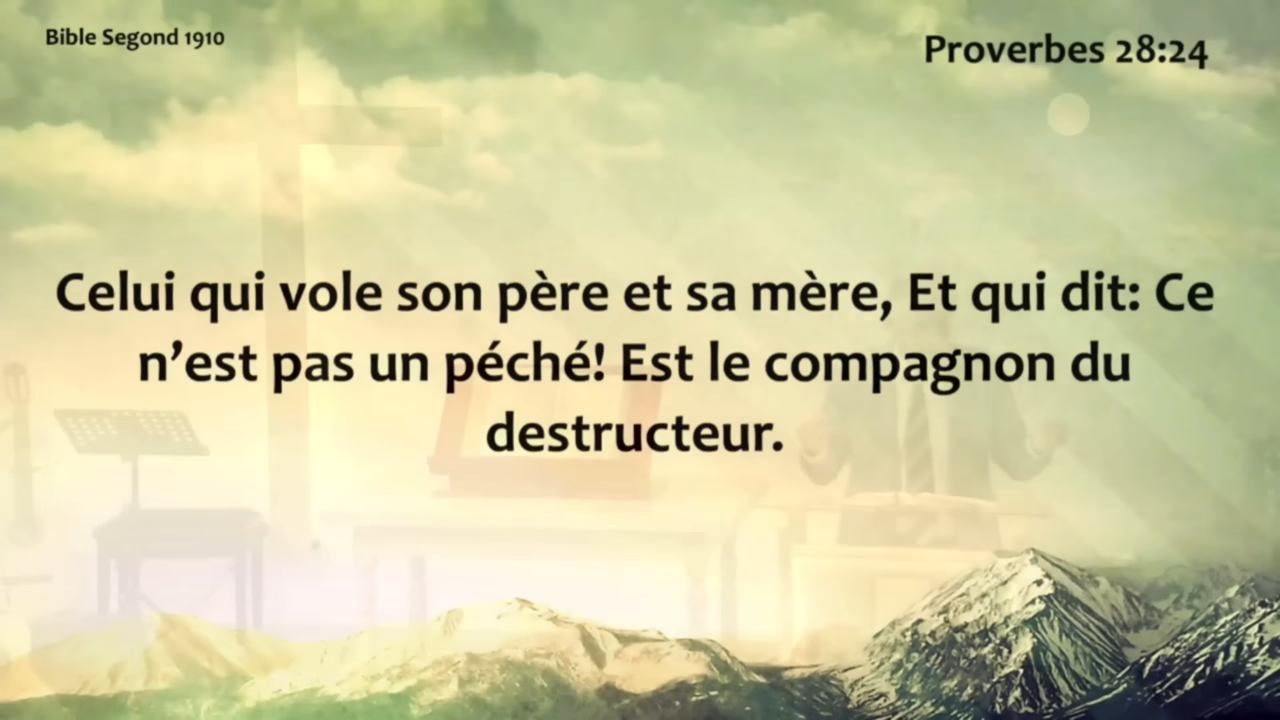 Bible Segond 1910
Proverbes 28:24
Celui qui vole son père et sa mère, Et qui dit: Ce
n’est pas un péché! Est le compagnon du
destructeur.